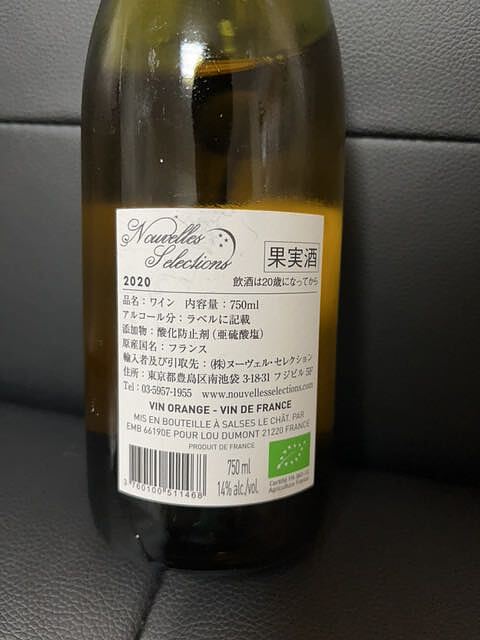 Nouvelles
Selections
果実酒
2020
飲酒は20歳になってから
品名：ワイン 内容量：750ml
アルコール分：ラベルに記載
添加物：酸化防止剤（亜硫酸塩）
原産国名：フランス
輸入者及び引取先：（株）ヌーヴェル・セレクション
住所：東京都豊島区南池袋 3-18-31 フジビル 5F
Tel：03-5957-1955 www.nouvellesselections.com
VIN ORANGE - VIN DE FRANCE
MIS EN BOUTEILLE À SALSES LE CHÂT. PAR
EMB 66190E POUR LOU DUMONT 21220 FRANCE
PRODUIT DE FRANCE
750 ml
14% alc./vol.
3 760100 511468
Agriculture France